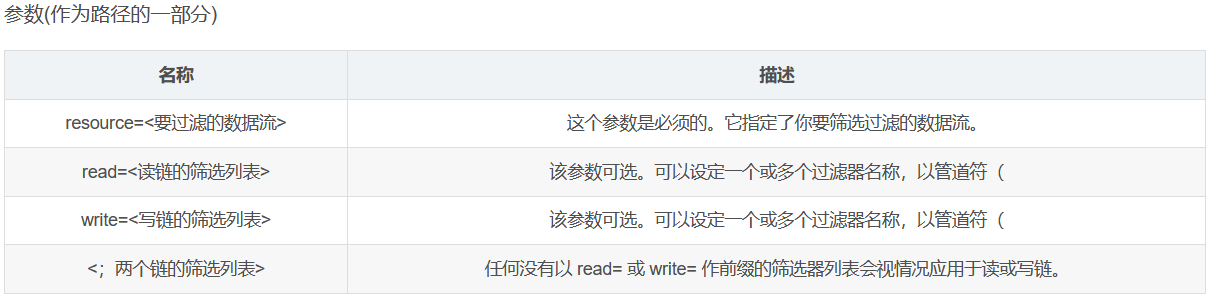 参数(作为路径的一部分)
名称 描述
resource=<要过滤的数据流> 这个参数是必须的。它指定了你要筛选过滤的数据流。
read=<读链的筛选列表> 该参数可选。可以设定一个或多个过滤器名称，以管道符（
write=<写链的筛选列表> 该参数可选。可以设定一个或多个过滤器名称，以管道符（
<；两个链的筛选列表> 任何没有以 read= 或 write= 作前缀的筛选器列表会视情况应用于读或写链。